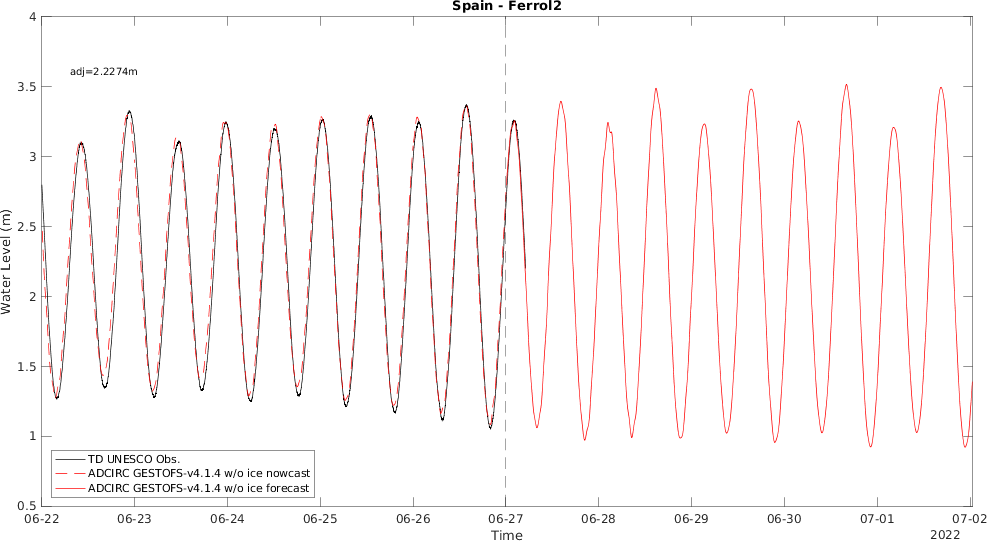 Spain - Ferrol2
4
3.5
3
2.5
2
1.5
1
0.5
Water Level (m)
adj=2.2274m
TD UNESCO Obs.
ADCIRC GESTOFS-v4.1.4 w/o ice nowcast
ADCIRC GESTOFS-v4.1.4 w/o ice forecast
06-22 06-23 06-24 06-25 06-26 06-27 06-28 06-29 06-30 07-01 07-02
Time
2022